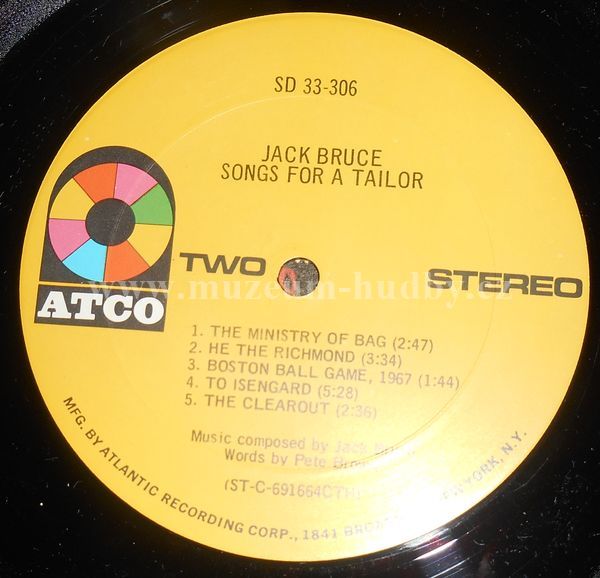 SD 33-306
JACK BRUCE
SONGS FOR A TAILOR
ATCO
TWO
STEREO
www.muzeum-hudby.cz
1. THE MINISTRY OF BAG (2:47)
2. HE THE RICHMOND (3:34)
3. BOSTON BALL GAME, 1967 (1:44)
4. TO ISENGARD (5:28)
5. THE CLEAROUT (2:36)
Music composed by Jack
Words by Pete
MFG. BY ATLANTIC RECORDING CORP., 1841 YORK, N.Y.